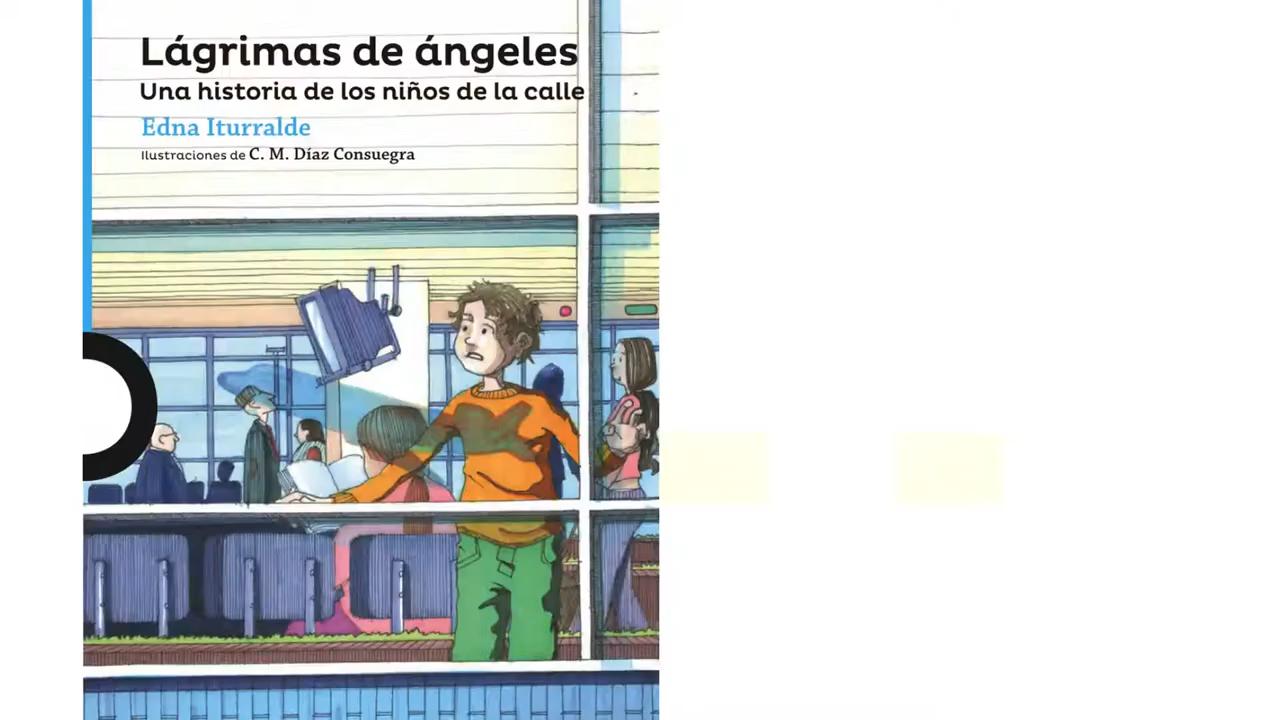 Lágrimas de ángeles
Una historia de los niños de la calle
Edna Iturralde
Ilustraciones de C. M. Díaz Consuegra